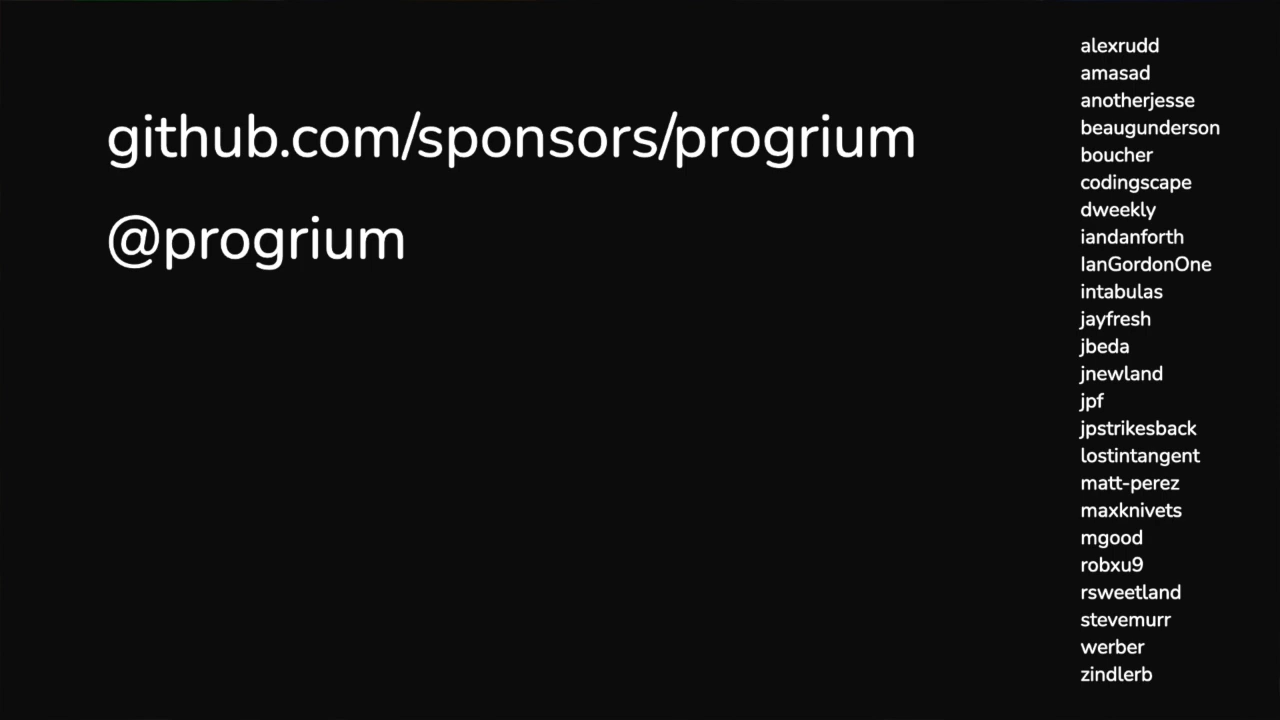 github.com/sponsors/progrium
@progrium
alexrudd
amasad
anotherjesse
beaugunderson
boucher
codingscape
dweekly
iandanforth
IanGordonOne
intabulas
jayfresh
jbeda
jnewland
jpf
jpstrikesback
lostintangent
matt-perez
maxknivets
mgood
robxu9
rsweetland
stevemurr
werber
zindlerb